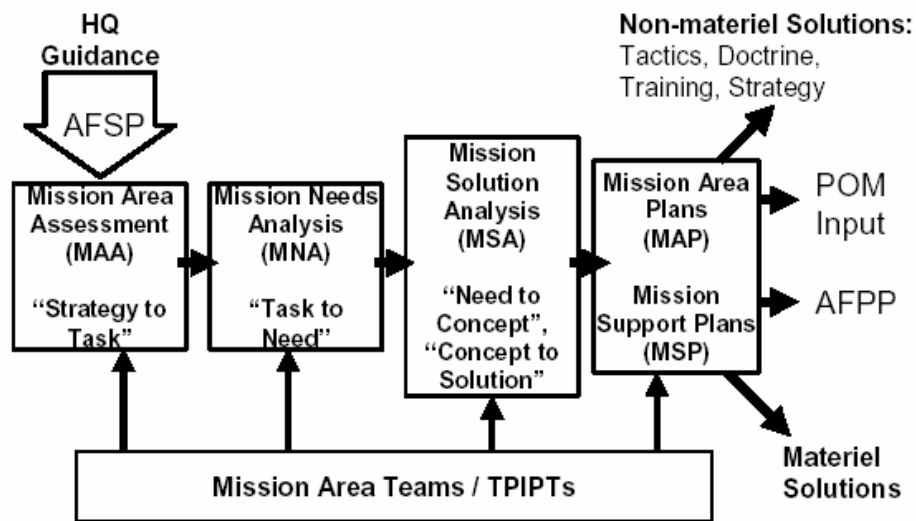 HQ
Guidance
AFSP
Non-materiel Solutions:
Tactics, Doctrine,
Training, Strategy
Mission Area
Assessment
(MAA)
“Strategy to
Task”
Mission Needs
Analysis
(MNA)
“Task to
Need”
Mission
Solution
Analysis
(MSA)
“Need to
Concept”,
“Concept to
Solution”
Mission Area
Plans
(MAP)
Mission
Support Plans
(MSP)
POM
Input
AFPP
Materiel
Solutions
Mission Area Teams / TPIPTs